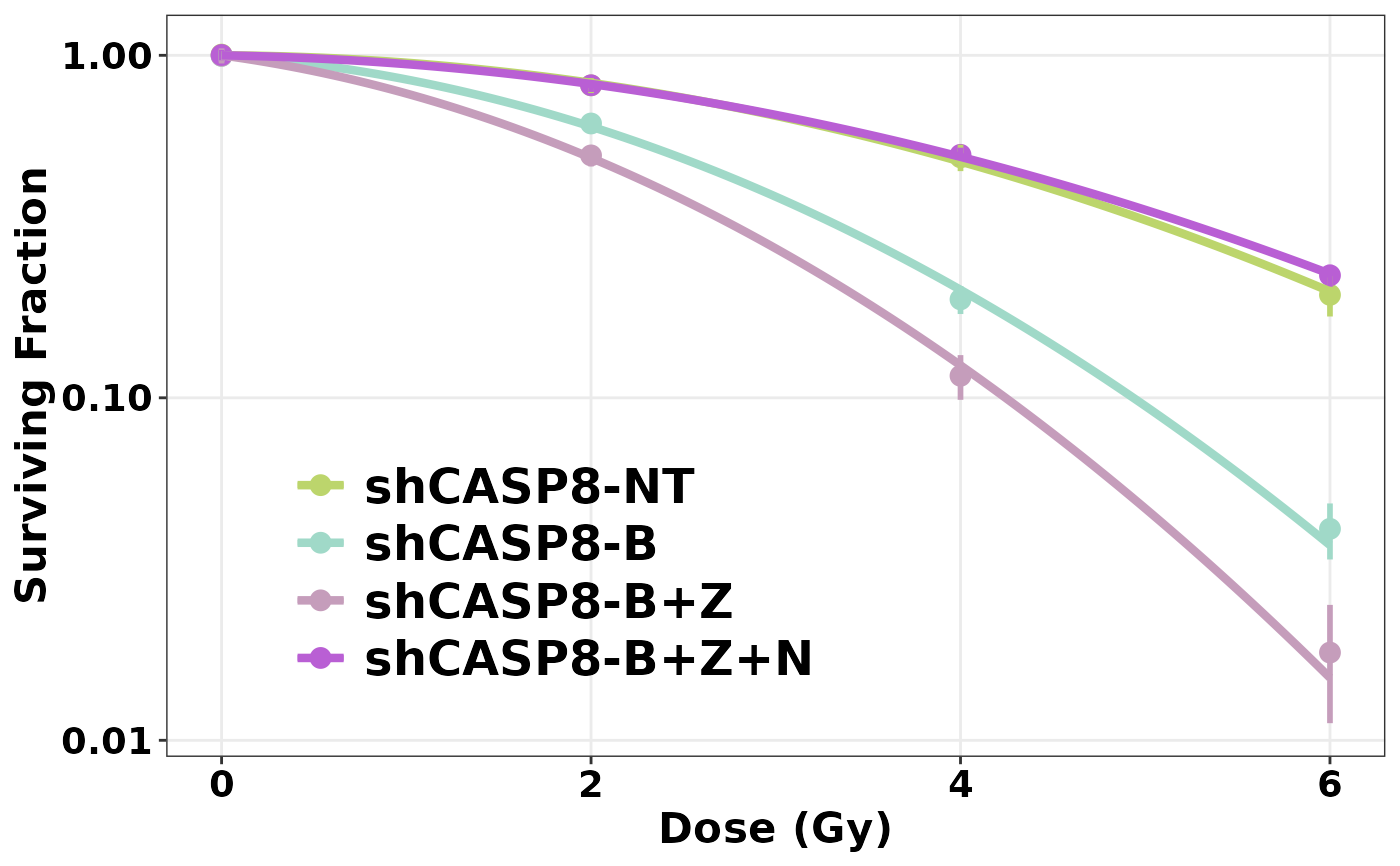 1.00
0.10
0.01
Surviving Fraction
shCASP8-NT
shCASP8-B
shCASP8-B+Z
shCASP8-B+Z+N
0 2 4 6
Dose (Gy)